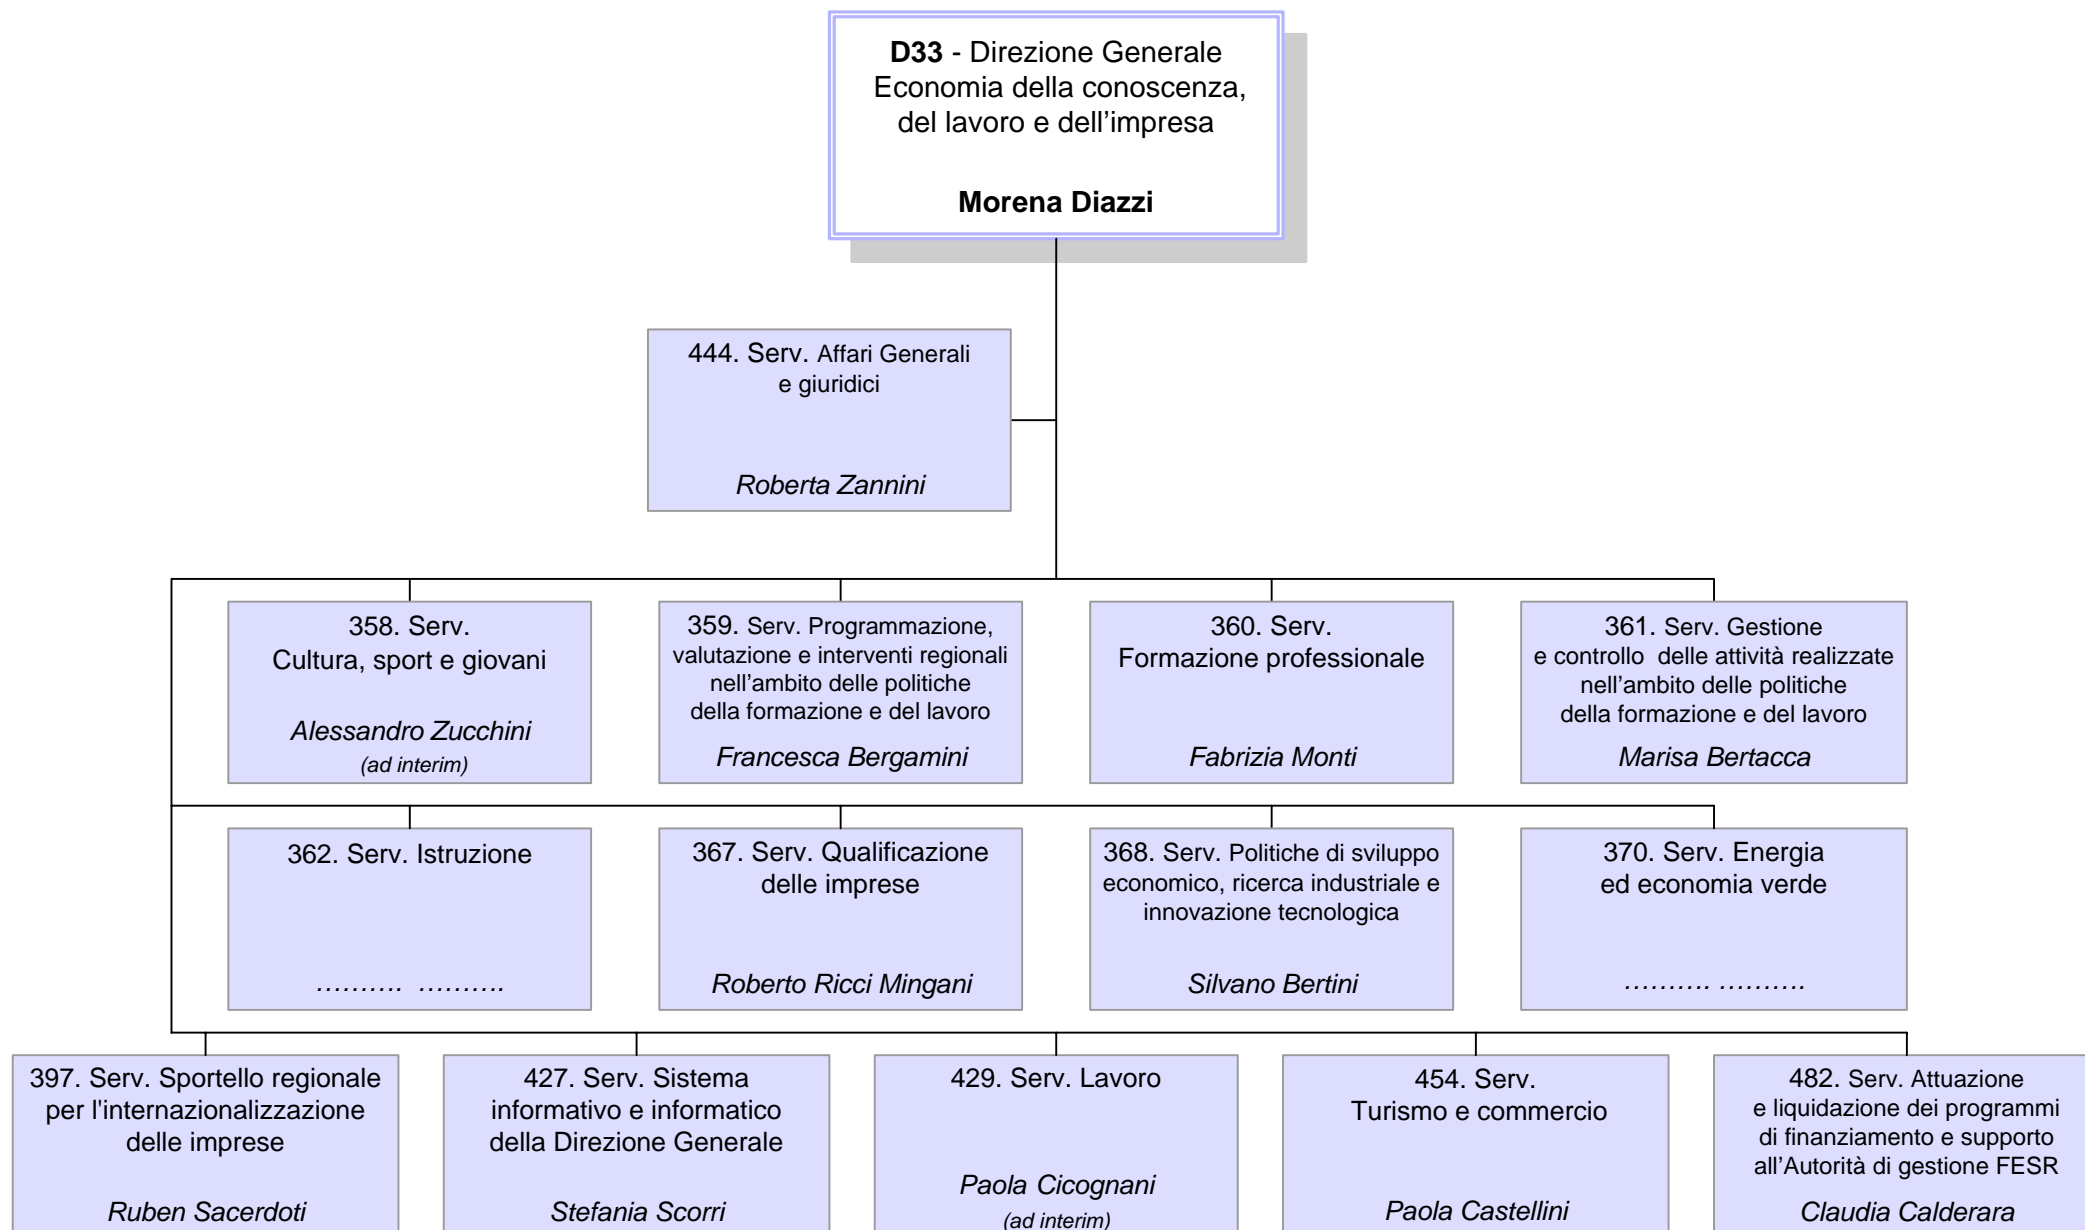 D33 - Direzione Generale
Economia della conoscenza,
del lavoro e dell’impresa
Morena Diazzi
444. Serv. Affari Generali
e giuridici
Roberta Zannini
358. Serv.
Cultura, sport e giovani
Alessandro Zucchini
(ad interim)
359. Serv. Programmazione,
valutazione e interventi regionali
nell’ambito delle politiche
della formazione e del lavoro
Francesca Bergamini
360. Serv.
Formazione professionale
Fabrizia Monti
361. Serv. Gestione
e controllo delle attività realizzate
nell’ambito delle politiche
della formazione e del lavoro
Marisa Bertacca
362. Serv. Istruzione
………. ……….
367. Serv. Qualificazione
delle imprese
Roberto Ricci Mingani
368. Serv. Politiche di sviluppo
economico, ricerca industriale e
innovazione tecnologica
Silvano Bertini
370. Serv. Energia
ed economia verde
………. ……….
397. Serv. Sportello regionale
per l'internazionalizzazione
delle imprese
Ruben Sacerdoti
427. Serv. Sistema
informativo e informatico
della Direzione Generale
Stefania Scorri
429. Serv. Lavoro
Paola Cicognani
(ad interim)
454. Serv.
Turismo e commercio
Paola Castellini
482. Serv. Attuazione
e liquidazione dei programmi
di finanziamento e supporto
all’Autorità di gestione FESR
Claudia Calderara